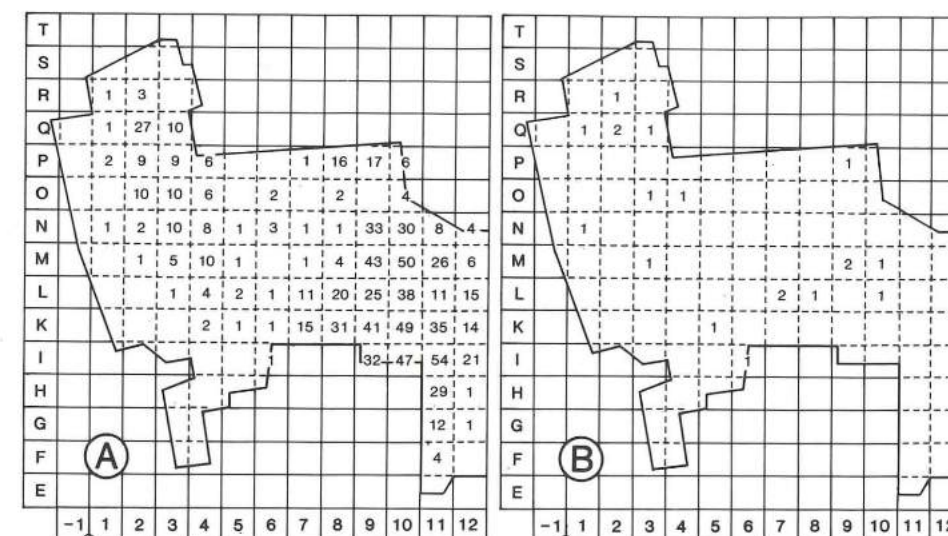 T
S
R 1 3
Q 1 27 10
P 2 9 9 6 1 16 17 6
O 10 10 6 2 2 4
N 1 2 10 8 1 3 1 1 33 30 8 4
M 1 5 10 1 1 4 43 50 26 6
L 1 4 2 1 11 20 25 38 11 15
K 2 1 1 15 31 41 49 35 14
I 1 32 47 54 21
H 29 1
G 12 1
F A 4
E
-1 1 2 3 4 5 6 7 8 9 10 11 12
T
S
R 1
Q 1 2 1
P 1
O 1 1
N 1
M 1 2 1
L 2 1 1
K 1
I
H
G
F B
E
-1 1 2 3 4 5 6 7 8 9 10 11 12